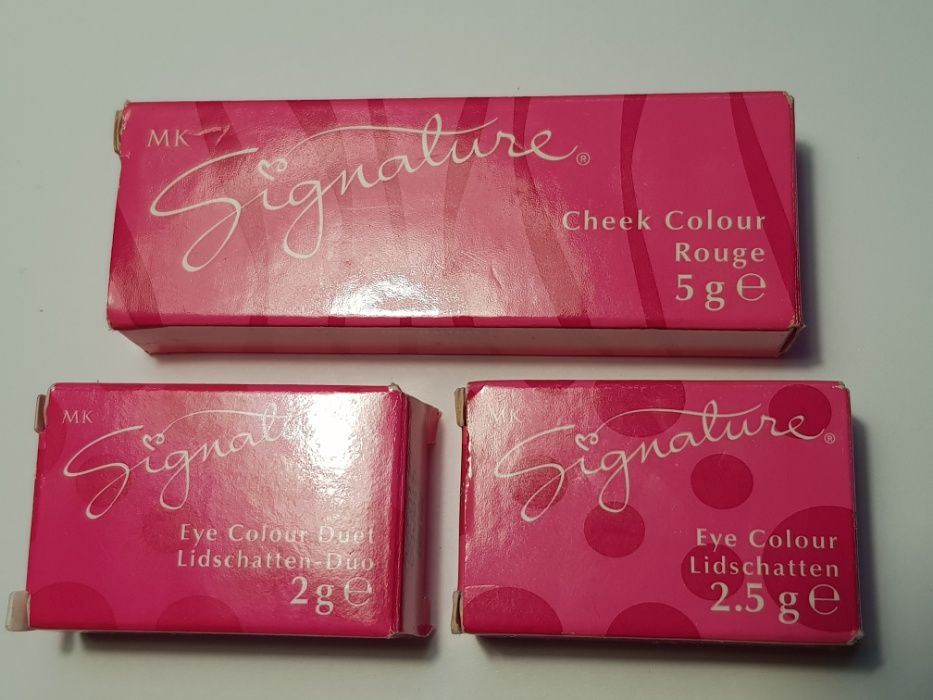 MK
Signature®
Cheek Colour
Rouge
5 g ℮
MK
Signature
Eye Colour Duet
Lidschatten-Duo
2 g ℮
MK
Signature®
Eye Colour
Lidschatten
2.5 g ℮